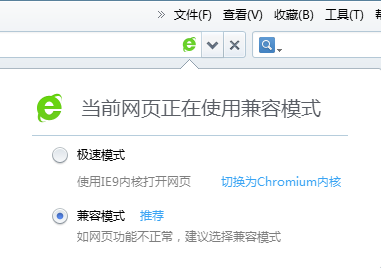 » 文件(F) 查看(V) 收藏(B) 工具(T)
当前网页正在使用兼容模式
极速模式
使用IE9内核打开网页 切换为Chromium内核
兼容模式 推荐
如网页功能不正常，建议选择兼容模式